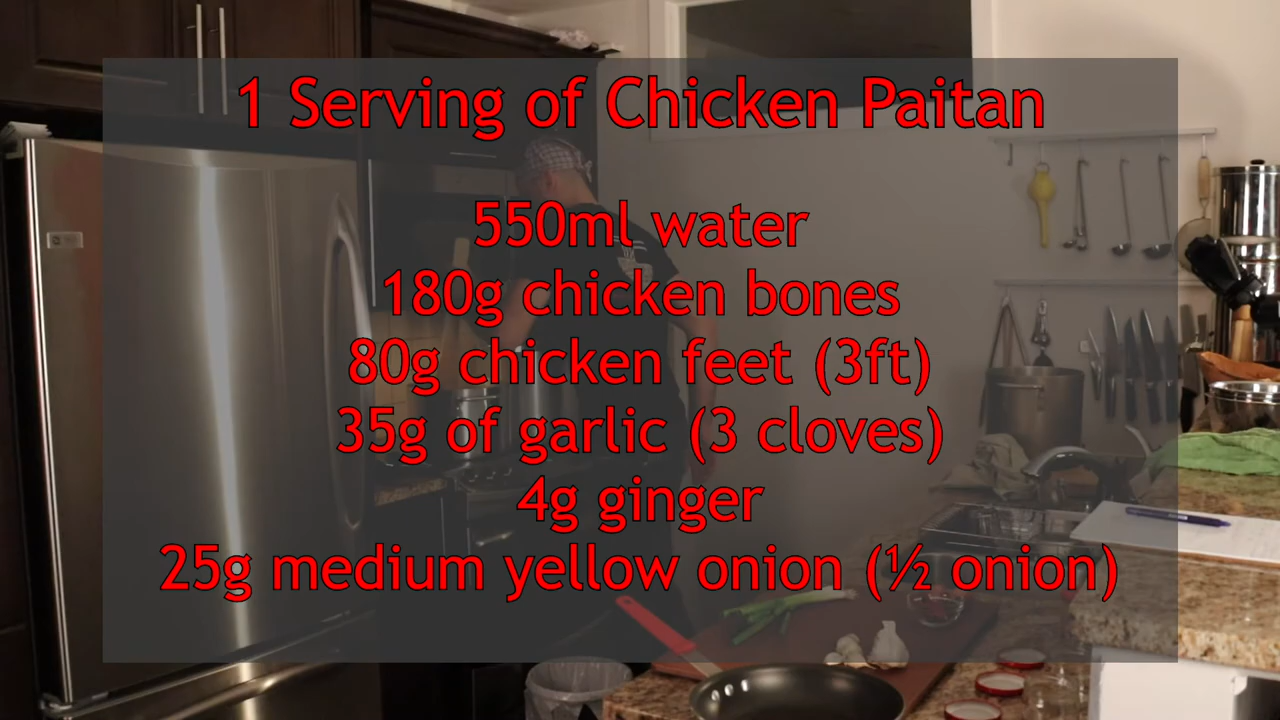 1 Serving of Chicken Paitan
550ml water
180g chicken bones
80g chicken feet (3ft)
35g of garlic (3 cloves)
4g ginger
25g medium yellow onion (½ onion)